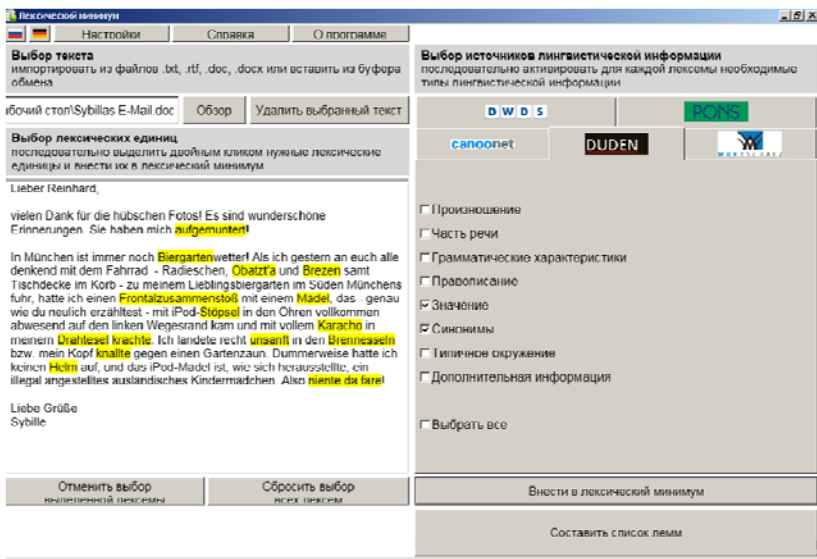 Лексический минимум
Настройки Справка О программе
Выбор текста
импортировать из файлов .txt, .rtf, .doc, .docx или вставить из буфера
обмена
бочий стол\Sybillas E-Mail.doc Обзор Удалить выбранный текст
Выбор лексических единиц
последовательно выделить двойным кликом нужные лексические
единицы и внести их в лексический минимум
Lieber Reinhard,
vielen Dank für die hübschen Fotos! Es sind wunderschöne
Erinnerungen. Sie haben mich aufgemuntert!
In München ist immer noch Biergartenwetter! Als ich gestern an euch alle
denkend mit dem Fahrrad - Radieschen, Obatzt'a und Brezen samt
Tischdecke im Korb - zu meinem Lieblingsbiergarten im Süden Münchens
fuhr, hatte ich einen Frontalzusammenstoß mit einem Mädel, das - genau
wie du neulich erzähltest - mit iPod-Stöpsel in den Ohren vollkommen
abwesend auf den linken Wegesrand kam und mit vollem Karacho in
meinem Drahtesel krachte. Ich landete recht unsanft in den Brennesseln
bzw. mein Kopf knallte gegen einen Gartenzaun. Dummerweise hatte ich
keinen Helm auf, und das iPod-Mädel ist, wie sich herausstellte, ein
illegal angestelltes ausländisches Kindermädchen. Also niente da fare!
Liebe Grüße
Sybille
Отменить выбор
выделенной лексемы
Сбросить выбор
всех лексем
Выбор источников лингвистической информации
последовательно активировать для каждой лексемы необходимые
типы лингвистической информации
DWDS PONS
canoonet DUDEN WORTSCHATZ
Произношение
Часть речи
Грамматические характеристики
Правописание
Значение
Синонимы
Типичное окружение
Дополнительная информация
Выбрать все
Внести в лексический минимум
Составить список лемм